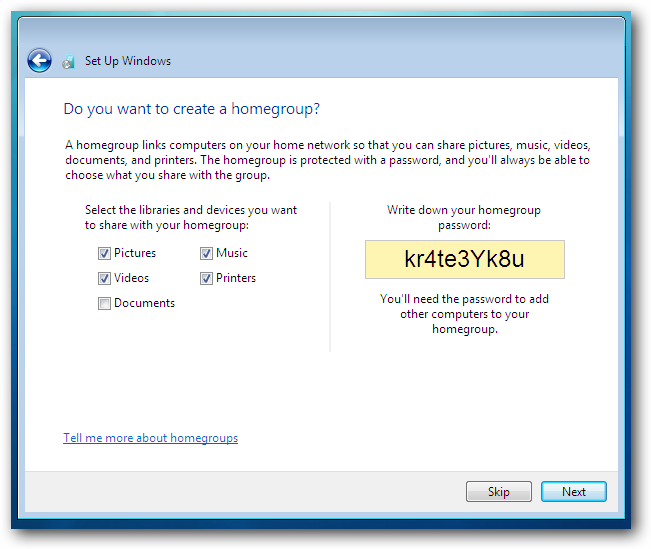 Set Up Windows
Do you want to create a homegroup?
A homegroup links computers on your home network so that you can share pictures, music, videos,
documents, and printers. The homegroup is protected with a password, and you'll always be able to
choose what you share with the group.
Select the libraries and devices you want
to share with your homegroup:
Pictures
Music
Videos
Printers
Documents
Write down your homegroup
password:
kr4te3Yk8u
You'll need the password to add
other computers to your
homegroup.
Tell me more about homegroups
Skip
Next